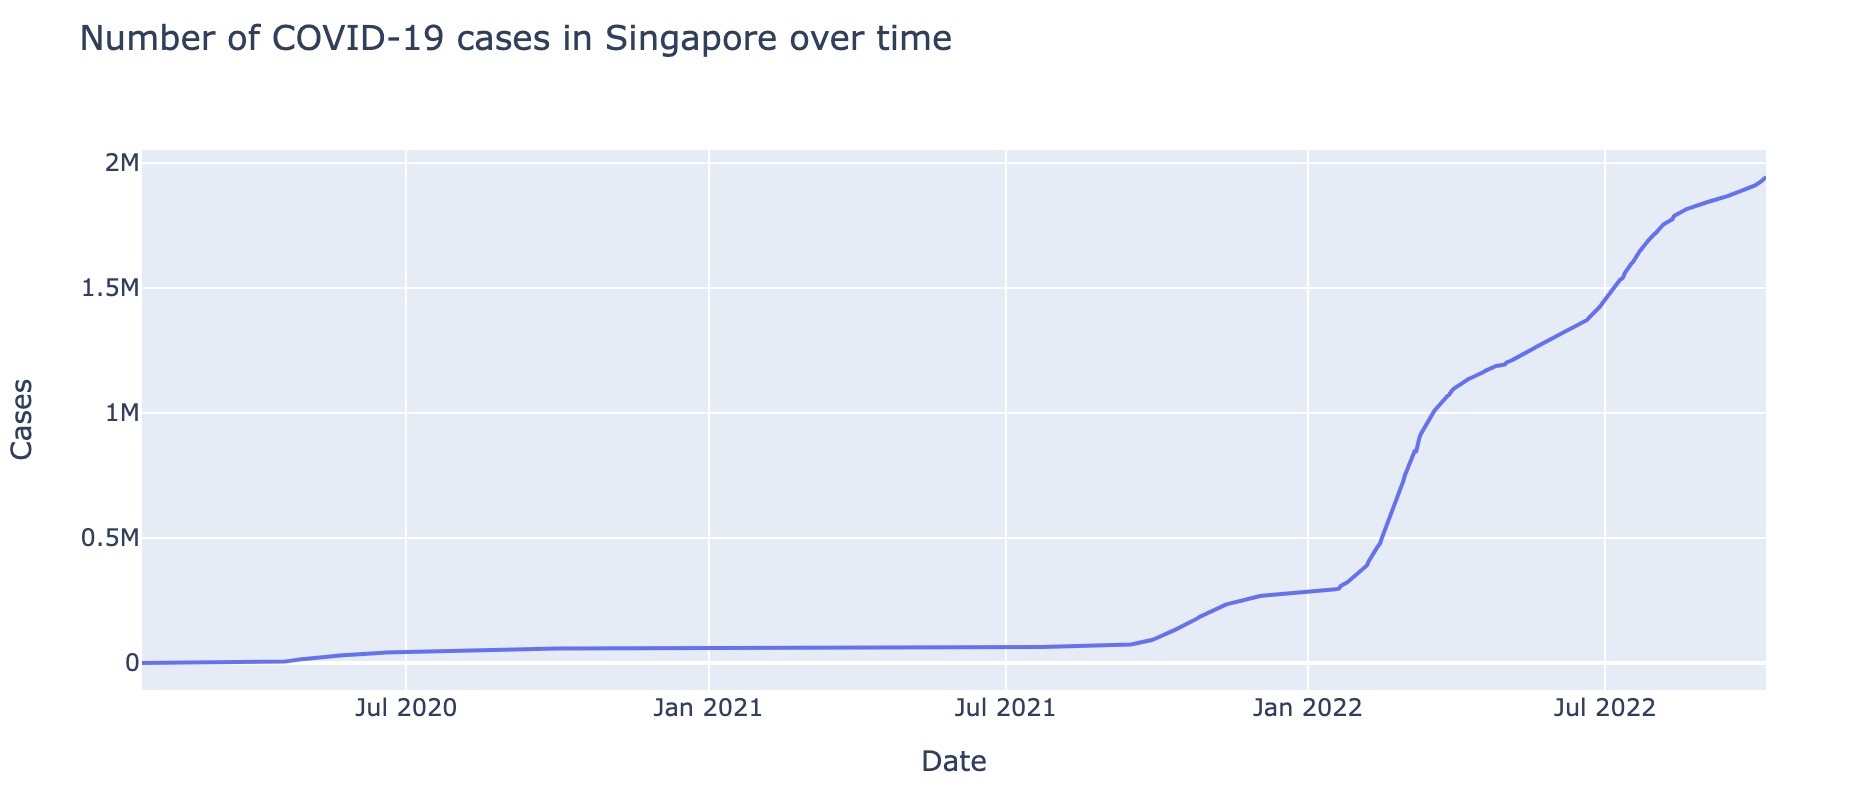 Number of COVID-19 cases in Singapore over time
2M
1.5M
1M
0.5M
0
Cases
Jul 2020 Jan 2021 Jul 2021 Jan 2022 Jul 2022
Date